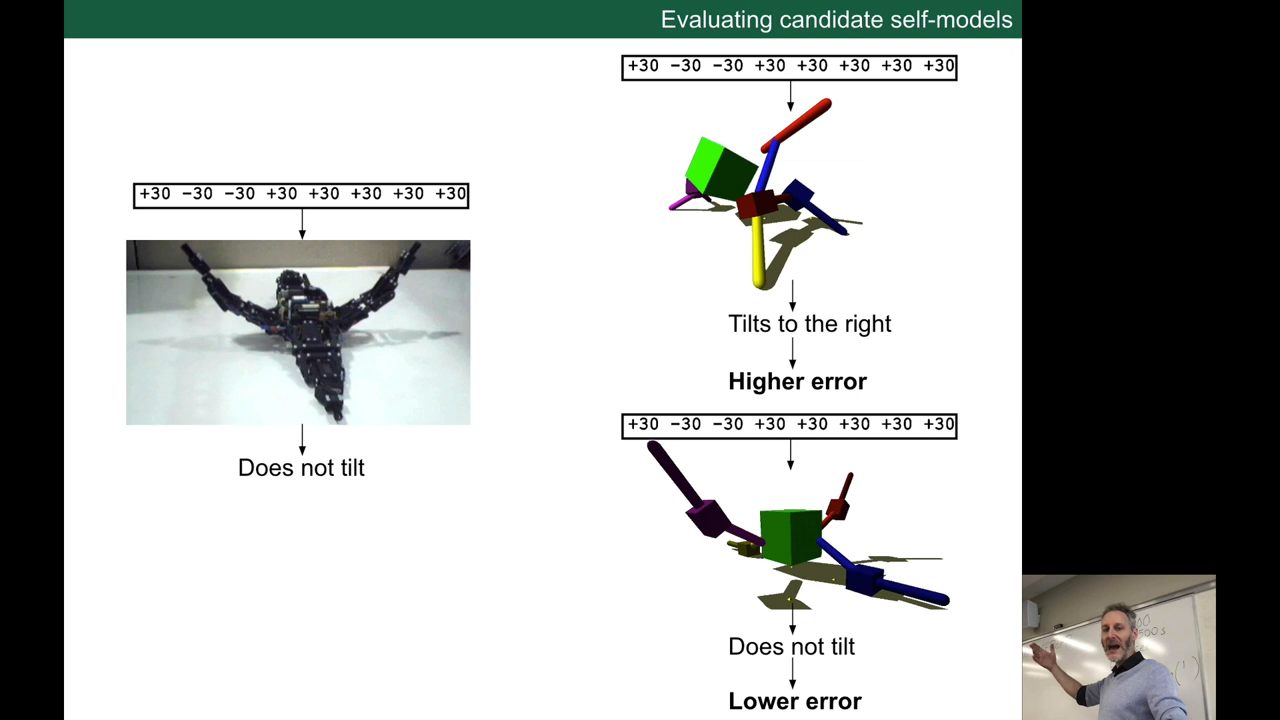 Evaluating candidate self-models
+30 -30 -30 +30 +30 +30 +30 +30
Does not tilt
+30 -30 -30 +30 +30 +30 +30 +30
Tilts to the right
Higher error
+30 -30 -30 +30 +30 +30 +30 +30
Does not tilt
Lower error